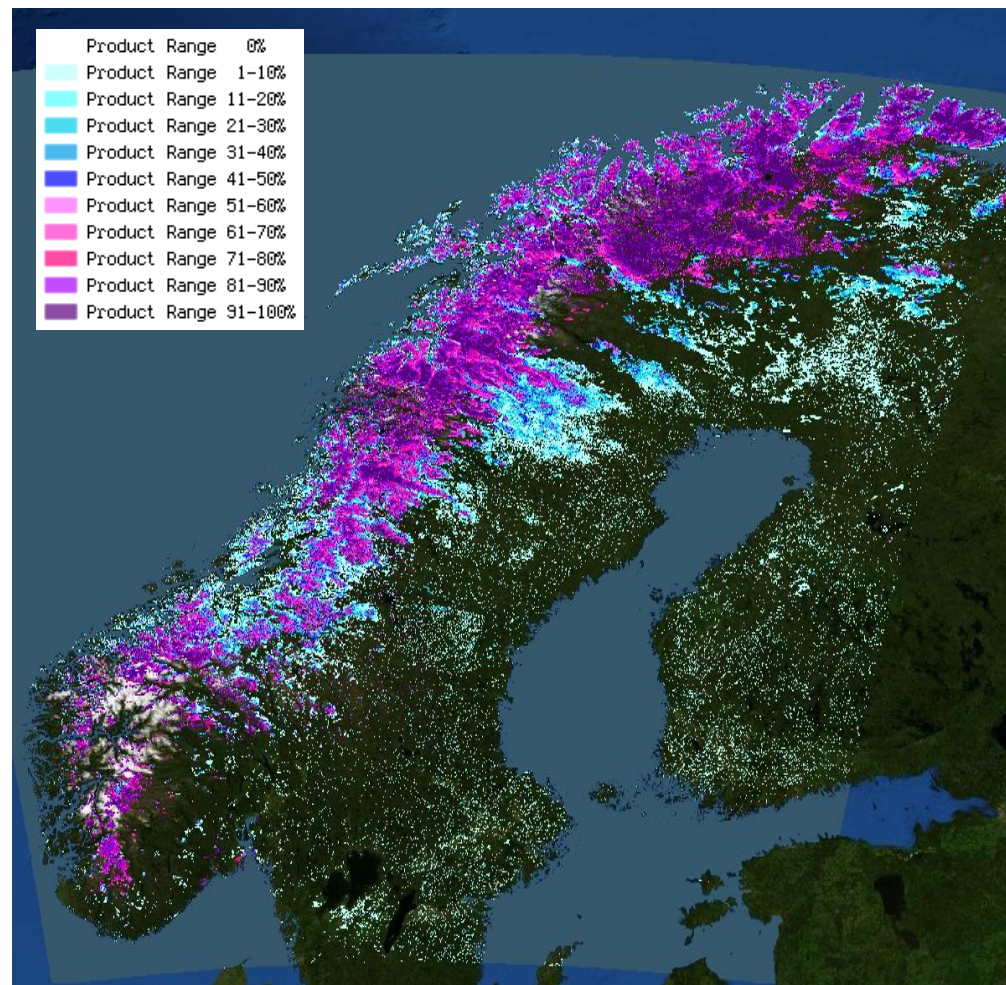 Product Range 0%
Product Range 1-10%
Product Range 11-20%
Product Range 21-30%
Product Range 31-40%
Product Range 41-50%
Product Range 51-60%
Product Range 61-70%
Product Range 71-80%
Product Range 81-90%
Product Range 91-100%